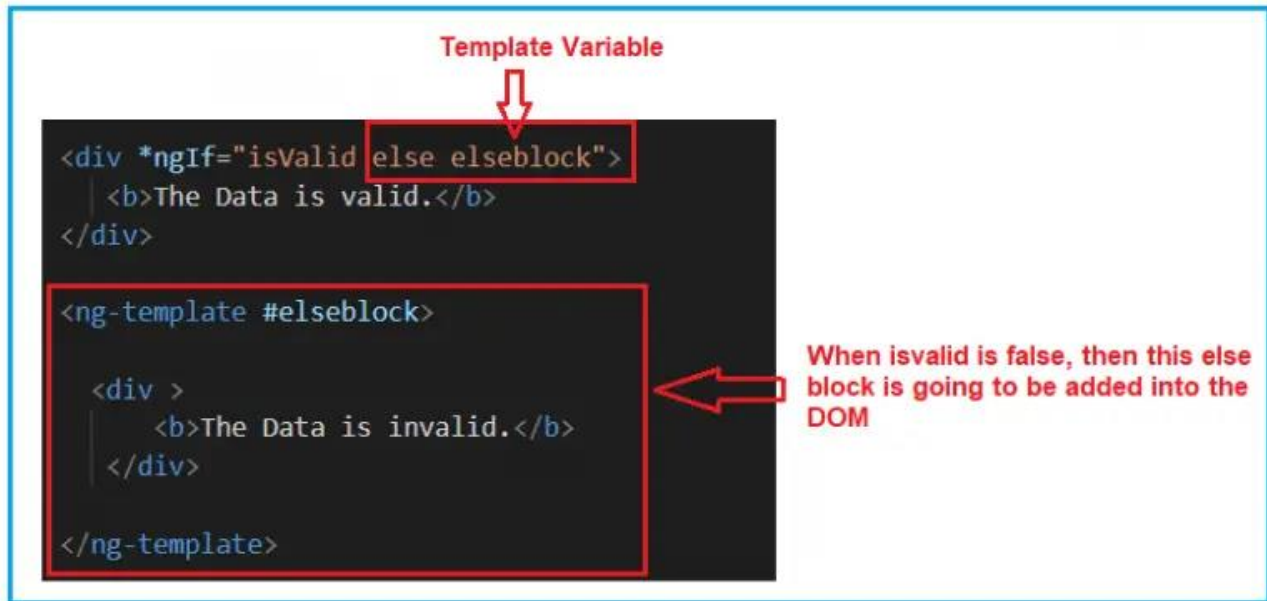 Template Variable
<div *ngIf="isValid else elseblock">
<b>The Data is valid.</b>
</div>
<ng-template #elseblock>
<div >
<b>The Data is invalid.</b>
</div>
</ng-template>
When isvalid is false, then this else
block is going to be added into the
DOM